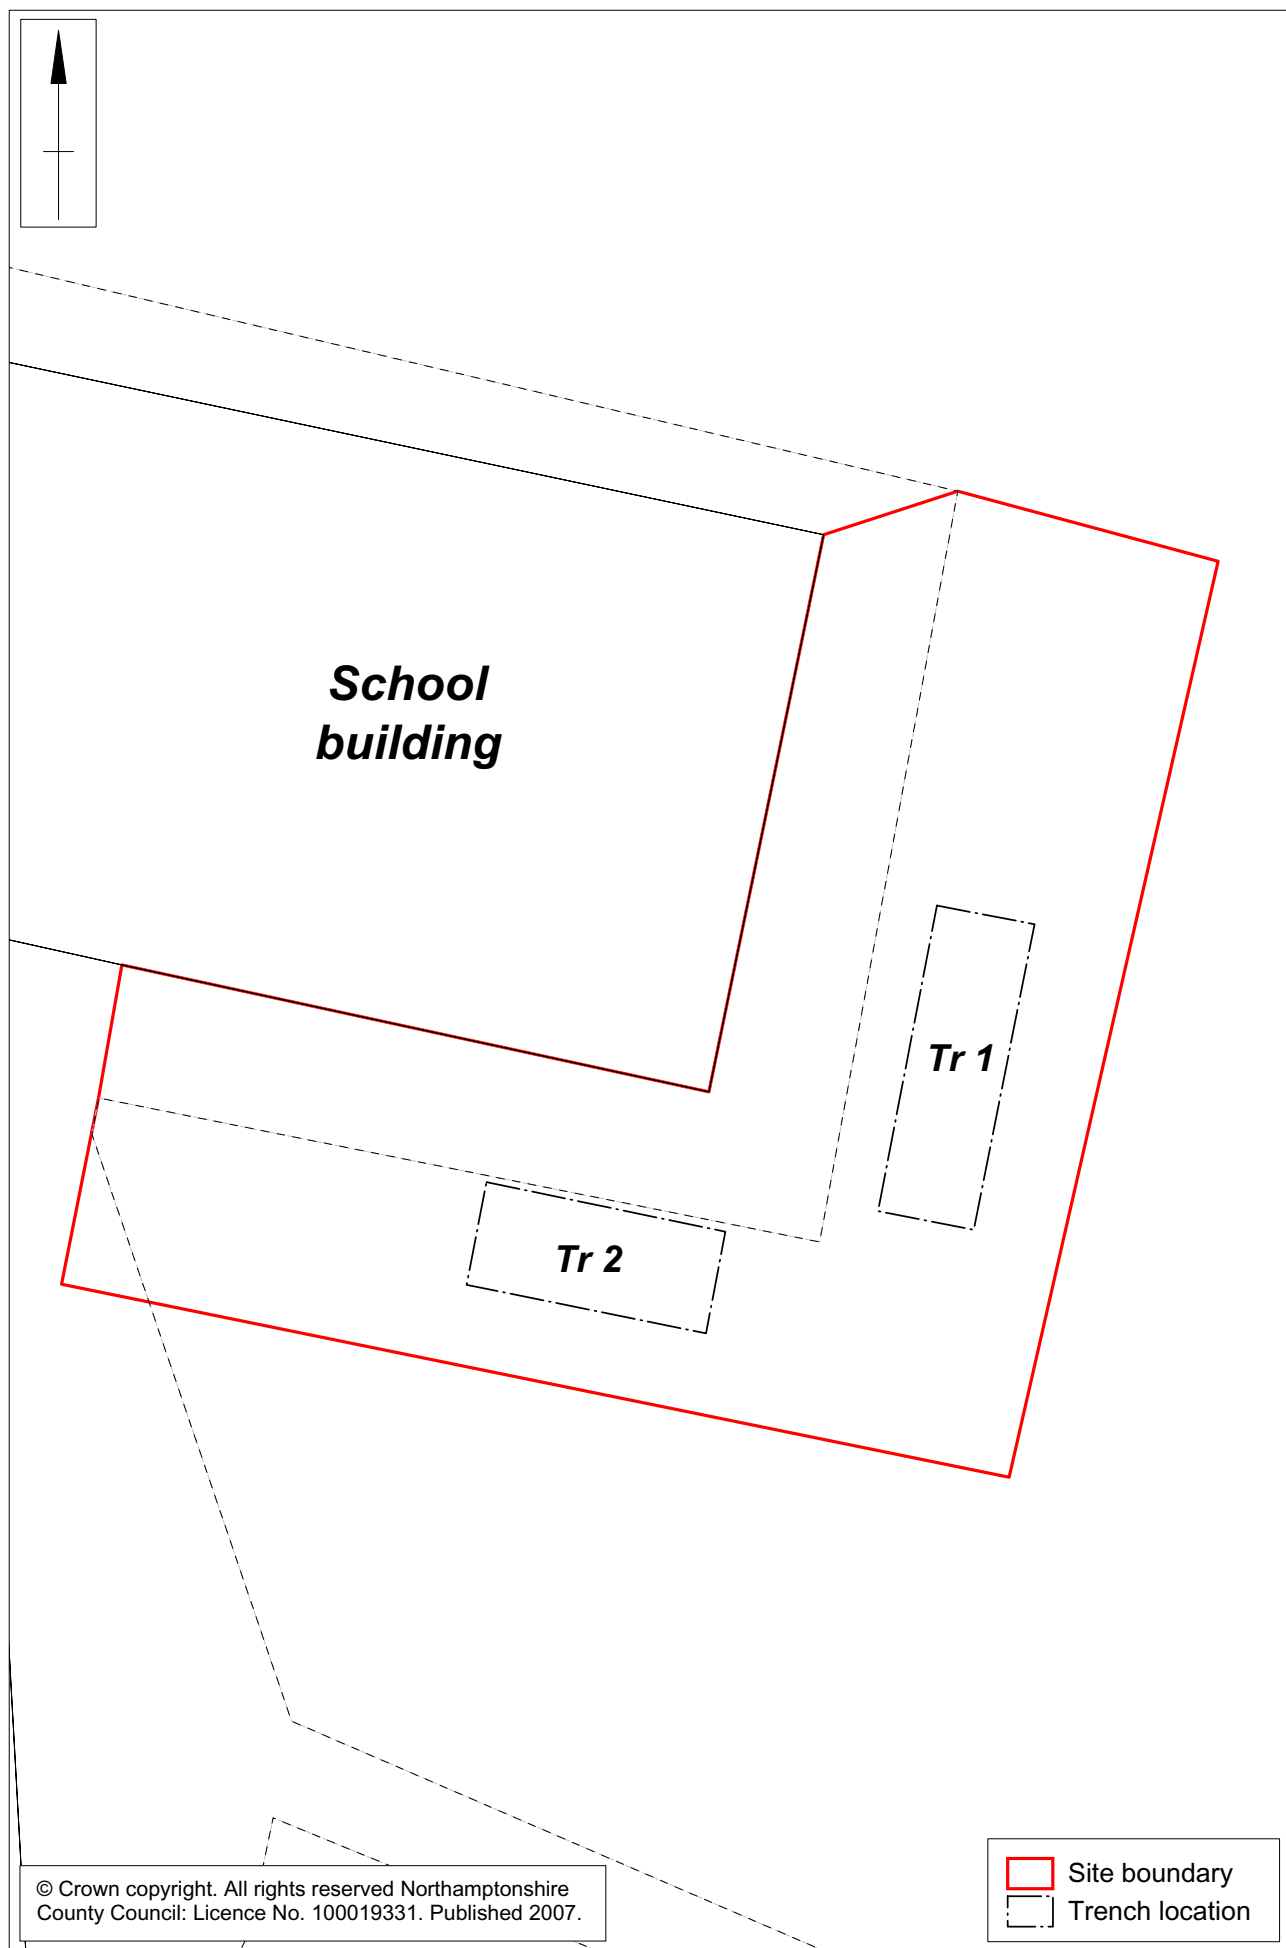 School
building
Tr 1
Tr 2
© Crown copyright. All rights reserved Northamptonshire
County Council: Licence No. 100019331. Published 2007.
Site boundary
Trench location